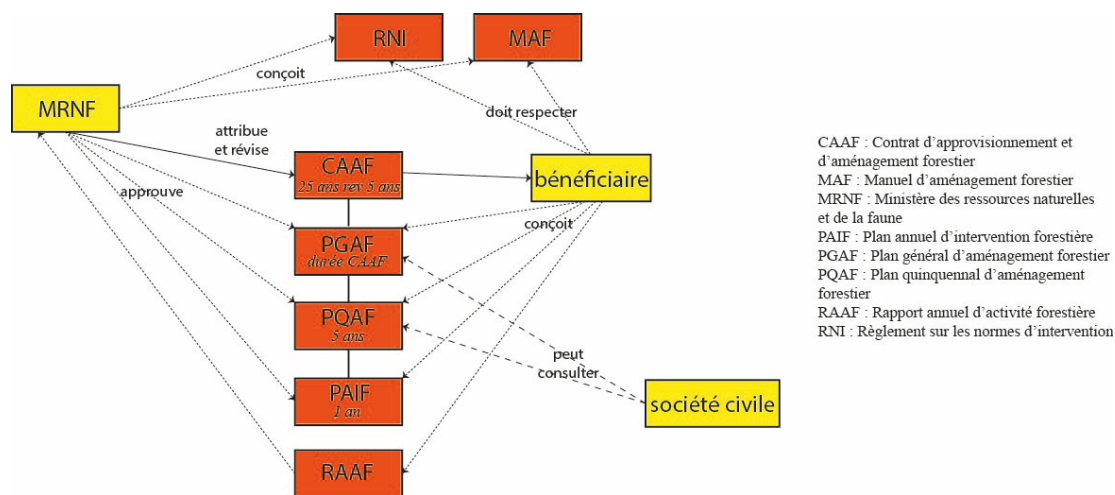 RNI
MAF
conçoit
MRNF
doit respecter
attribue
et révise
CAAF
25 ans rev 5 ans
bénéficiaire
approuve
conçoit
PGAF
durée CAAF
PQAF
5 ans
peut
consulter
PAIF
1 an
société civile
RAAF
CAAF : Contrat d’approvisionnement et
d’aménagement forestier
MAF : Manuel d’aménagement forestier
MRNF : Ministère des ressources naturelles
et de la faune
PAIF : Plan annuel d’intervention forestière
PGAF : Plan général d’aménagement forestier
PQAF : Plan quinquennal d’aménagement
forestier
RAAF : Rapport annuel d’activité forestière
RNI : Règlement sur les normes d’intervention